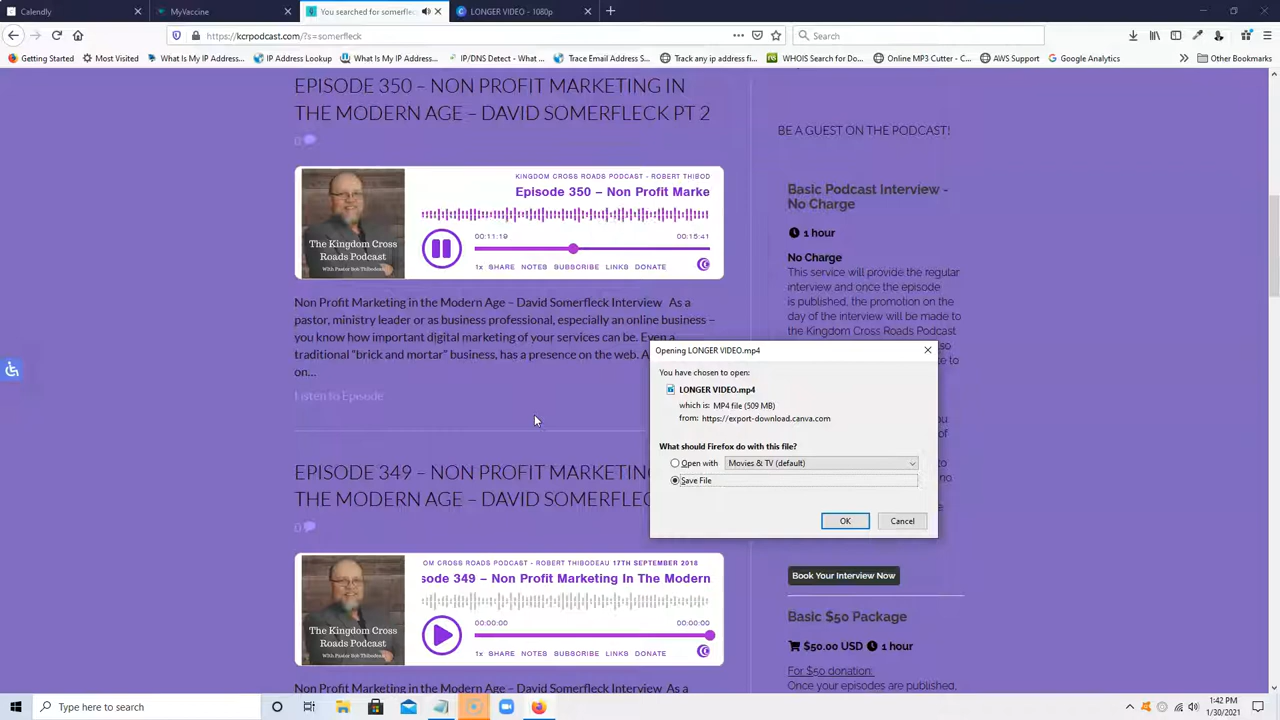 Calendly
MyVaccine
You searched for somerfleck
LONGER VIDEO - 1080p
https://kcrpodcast.com/?s=somerfleck
Search
Getting Started
Most Visited
What Is My IP Address...
IP Address Lookup
What Is My IP Addres...
IP/DNS Detect - What ...
Trace Email Address S...
Track any ip address fi...
WHOIS Search for Do...
Online MP3 Cutter - C...
AWS Support
Google Analytics
Other Bookmarks
EPISODE 350 – NON PROFIT MARKETING IN
THE MODERN AGE – DAVID SOMERFLECK PT 2
0
KINGDOM CROSS ROADS PODCAST - ROBERT THIBOD
Episode 350 – Non Profit Marke
00:11:19
00:15:41
1x SHARE NOTES SUBSCRIBE LINKS DONATE
The Kingdom Cross
Roads Podcast
With Pastor Bob Thibodeau
Non Profit Marketing in the Modern Age – David Somerfleck Interview As a
pastor, ministry leader or as business professional, especially an online business –
you know how important digital marketing of your services can be. Even a
traditional “brick and mortar” business, has a presence on the web. A
on…
Listen to Episode
EPISODE 349 – NON PROFIT MARKETING
THE MODERN AGE – DAVID SOMERFLEC
0
OM CROSS ROADS PODCAST - ROBERT THIBODEAU 17TH SEPTEMBER 2018
sode 349 – Non Profit Marketing In The Modern
00:00:00
00:00:00
1x SHARE NOTES SUBSCRIBE LINKS DONATE
The Kingdom Cross
Roads Podcast
With Pastor Bob Thibodeau
Non Profit Marketing in the Modern Age – David Somerfleck Interview As a
BE A GUEST ON THE PODCAST!
Basic Podcast Interview -
No Charge
1 hour
No Charge
This service will provide the regular
interview and once the episode
is published, the promotion on the
day of the interview will be made to
the Kingdom Cross Roads Podcast
so
e to
no
Book Your Interview Now
Basic $50 Package
$50.00 USD 1 hour
For $50 donation:
Once your episodes are published,
Opening LONGER VIDEO.mp4
You have chosen to open:
LONGER VIDEO.mp4
which is: MP4 file (509 MB)
from: https://export-download.canva.com
What should Firefox do with this file?
Open with
Movies & TV (default)
Save File
OK
Cancel
Type here to search
1:42 PM
1/30/2021